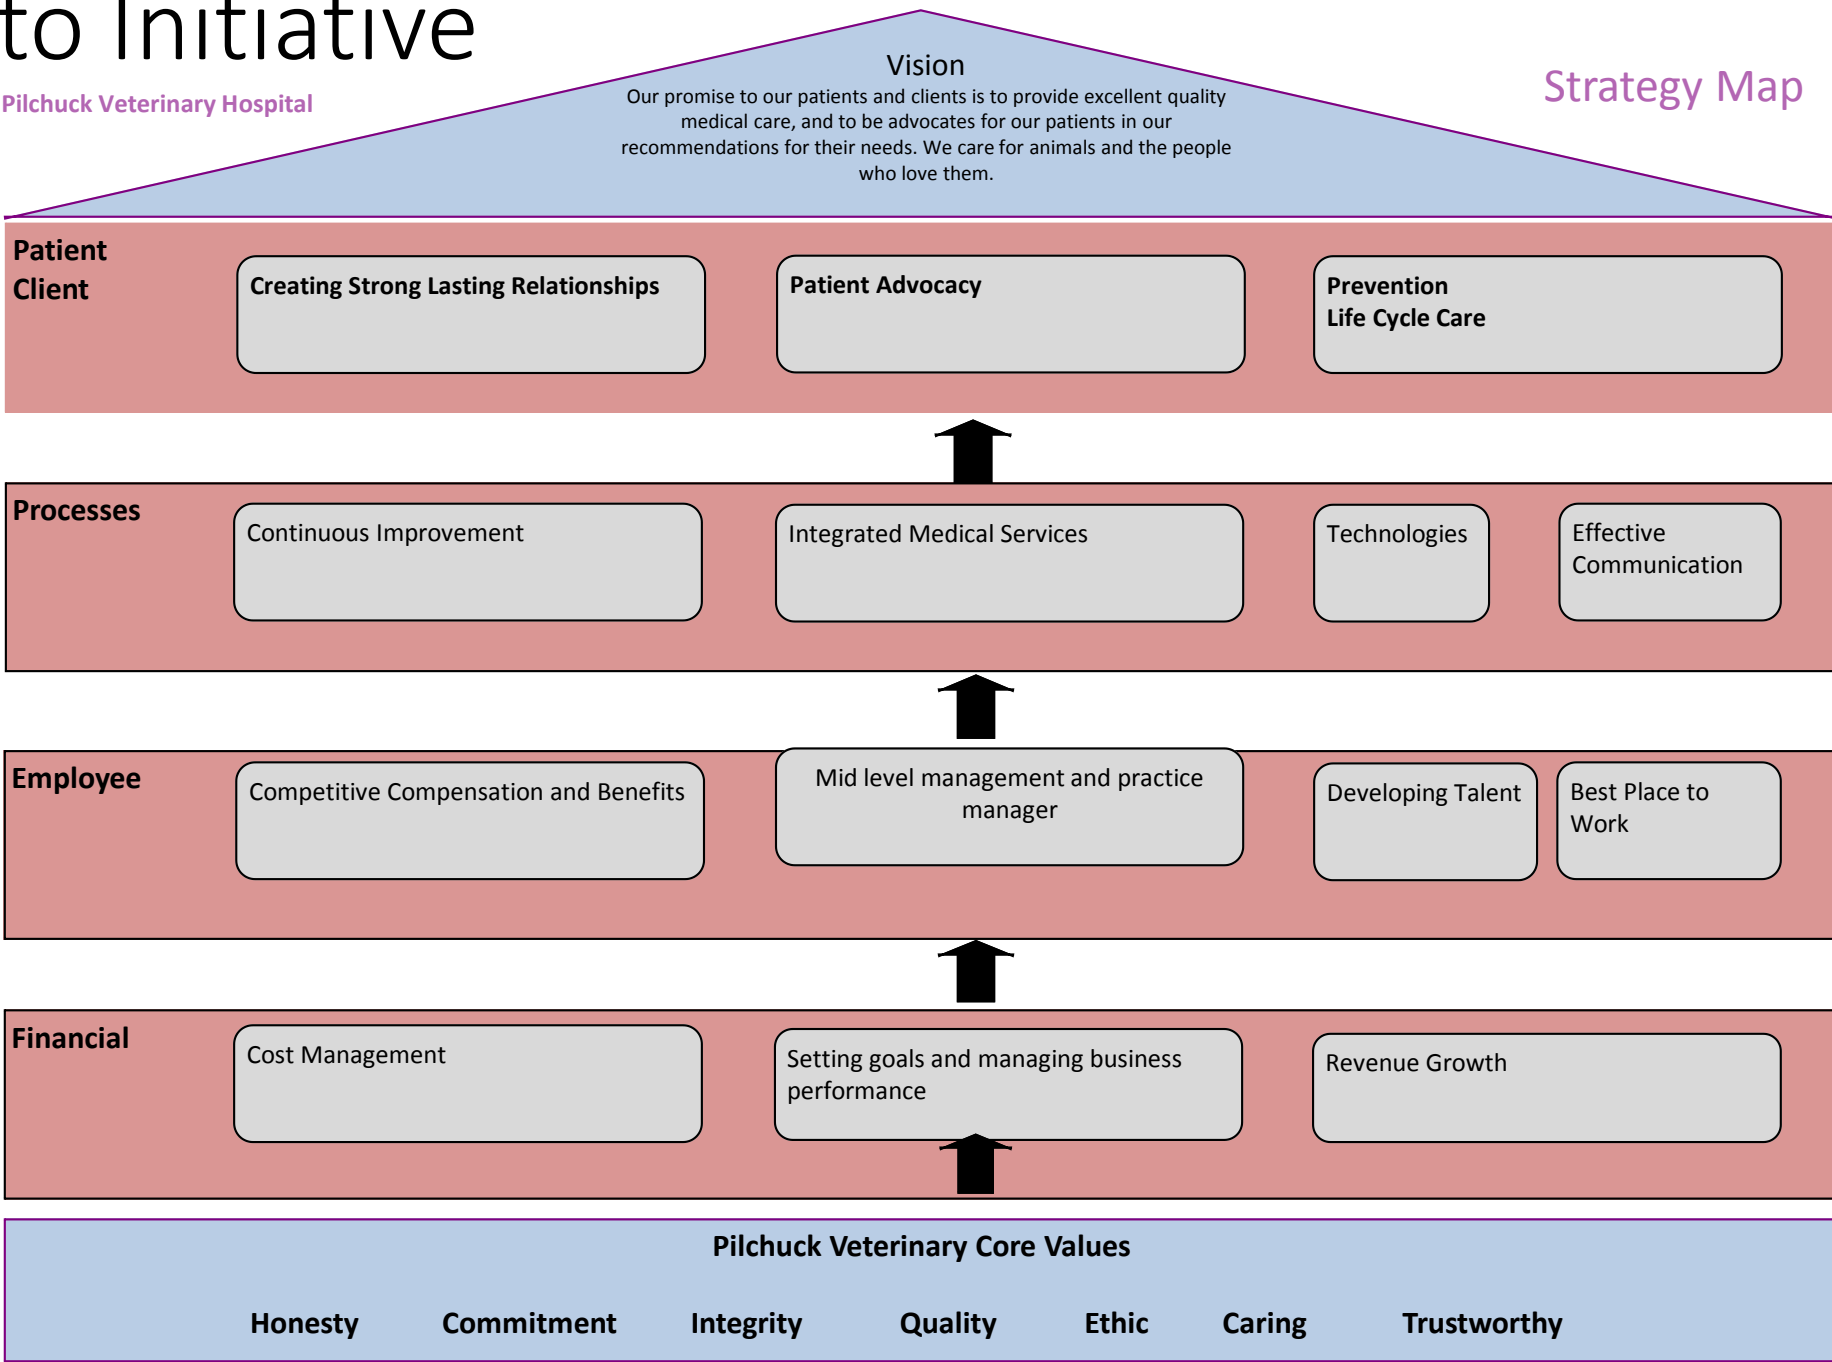 to Initiative
Pilchuck Veterinary Hospital
Strategy Map
Vision
Our promise to our patients and clients is to provide excellent quality
medical care, and to be advocates for our patients in our
recommendations for their needs. We care for animals and the people
who love them.
Patient
Client
Creating Strong Lasting Relationships
Patient Advocacy
Prevention
Life Cycle Care
Processes
Continuous Improvement
Integrated Medical Services
Technologies
Effective
Communication
Employee
Competitive Compensation and Benefits
Mid level management and practice
manager
Developing Talent
Best Place to
Work
Financial
Cost Management
Setting goals and managing business
performance
Revenue Growth
Pilchuck Veterinary Core Values
Honesty Commitment Integrity Quality Ethic Caring Trustworthy